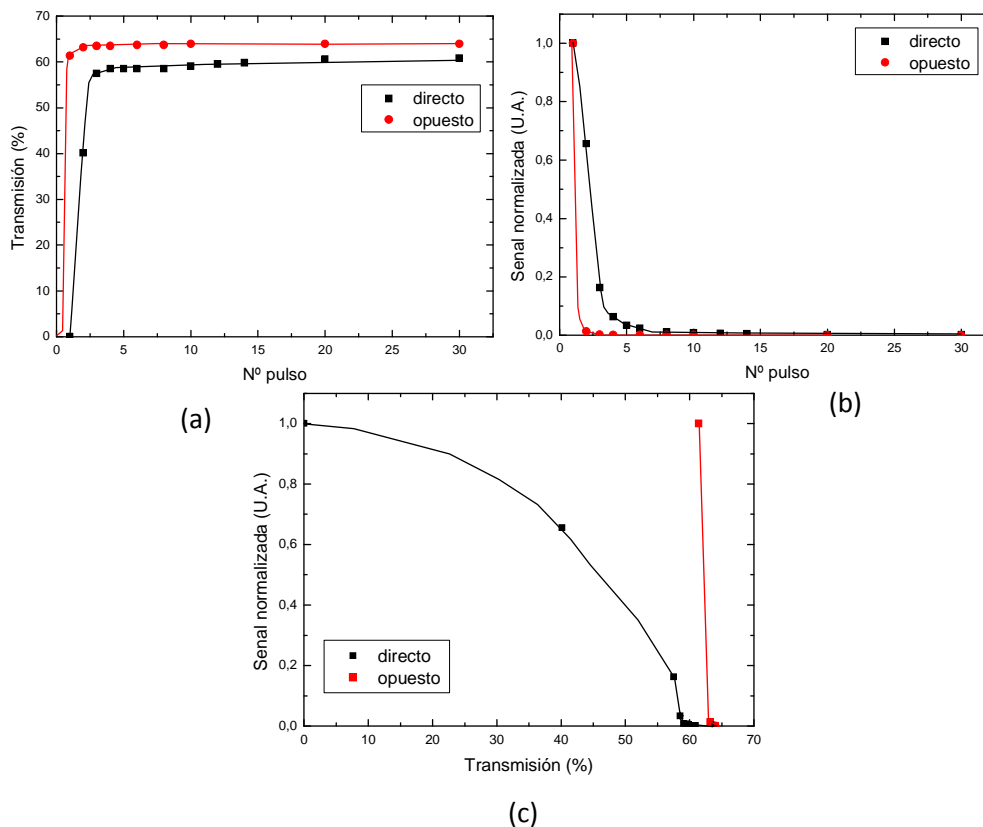 70
60
50
40
30
20
10
0
Transmisión (%)
directo
opuesto
0 5 10 15 20 25 30
Nº pulso
(a)
1,0
0,8
0,6
0,4
0,2
0,0
Senal normalizada (U.A.)
directo
opuesto
0 5 10 15 20 25 30
Nº pulso
(b)
1,0
0,8
0,6
0,4
0,2
0,0
Senal normalizada (U.A.)
directo
opuesto
0 10 20 30 40 50 60 70
Transmisión (%)
(c)